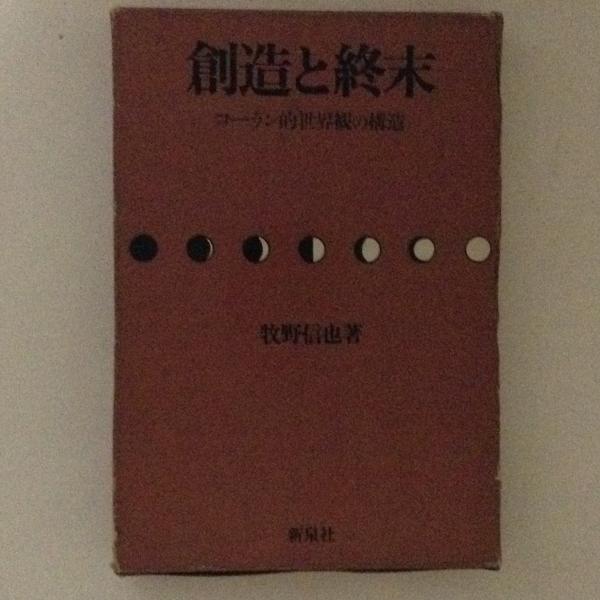 創造と終末
コーラン的世界観の構造
牧野信也著
新泉社